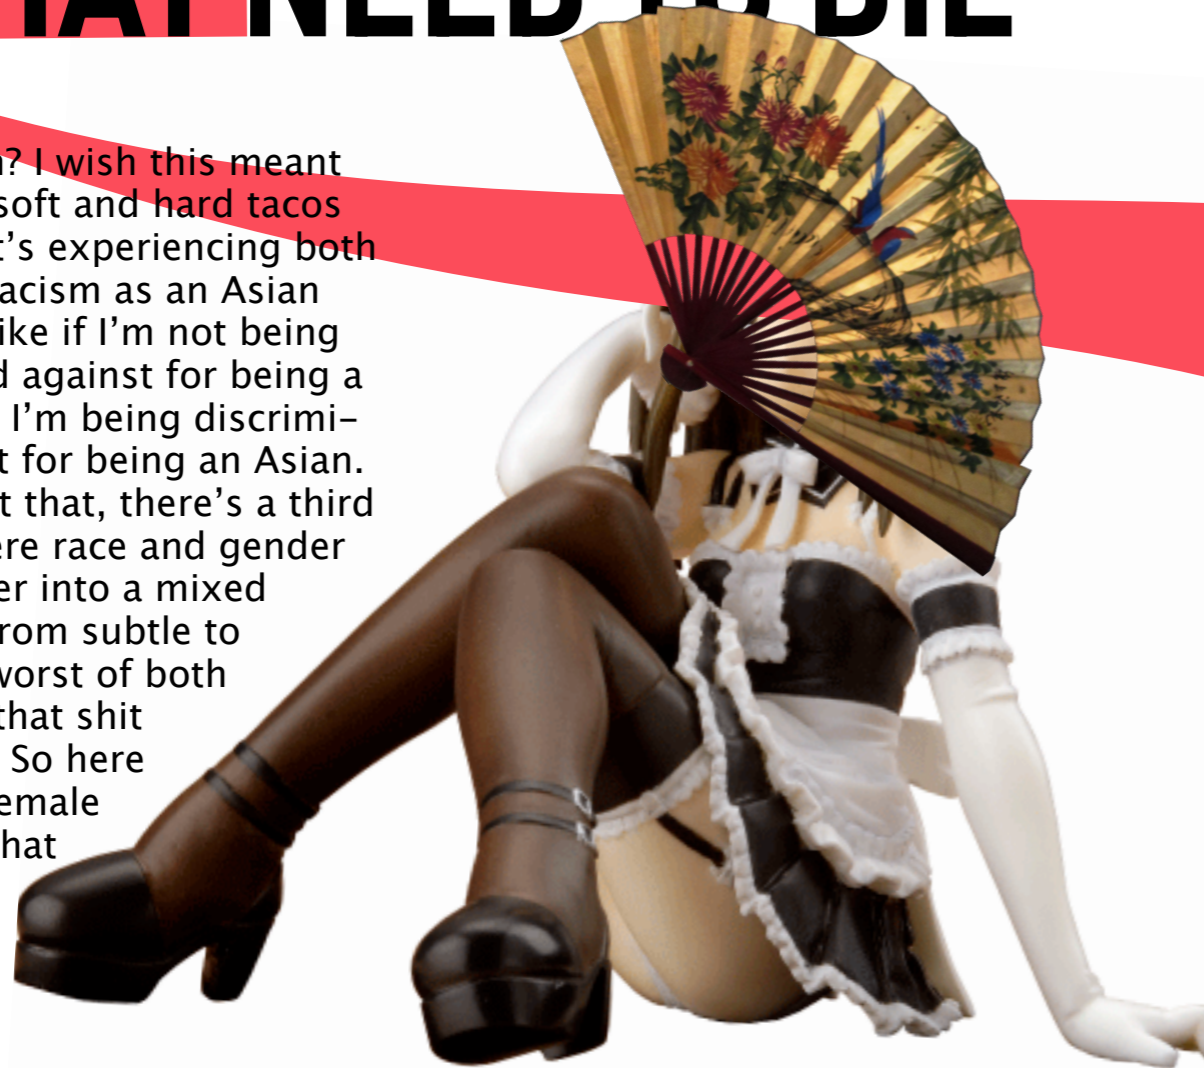 THAT NEED TO DIE
? I wish this meant
soft and hard tacos
t’s experiencing both
acism as an Asian
ike if I’m not being
d against for being a
I’m being discrimi-
t for being an Asian.
t that, there’s a third
ere race and gender
er into a mixed
rom subtle to
worst of both
that shit
So here
emale
hat